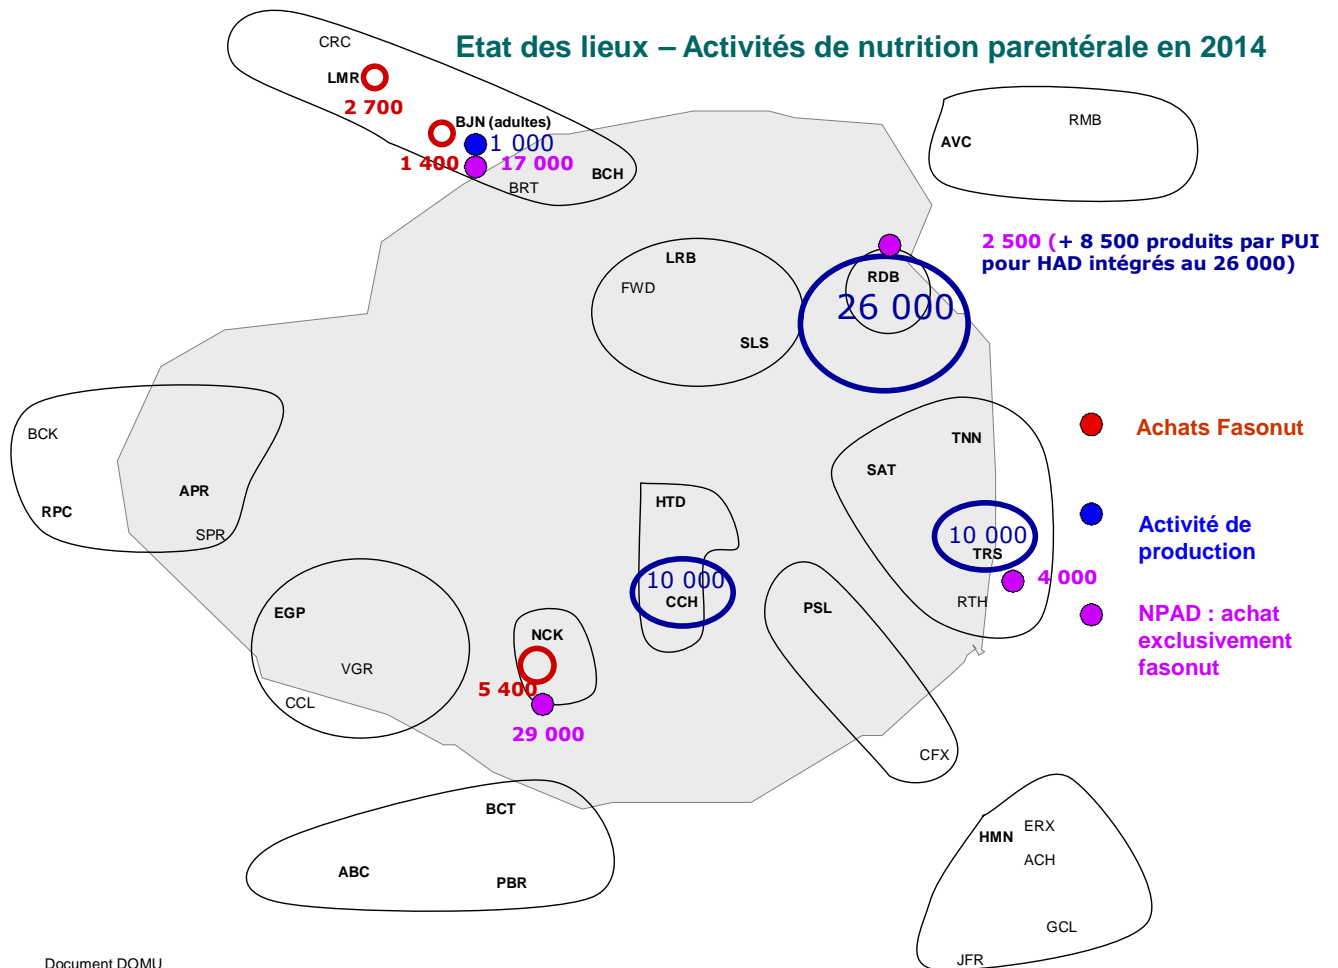 Etat des lieux – Activités de nutrition parentérale en 2014
CRC
LMR
2 700
BJN (adultes)
1 000
1 400
17 000
BRT
BCH
RMB
AVC
2 500 (+ 8 500 produits par PUI
pour HAD intégrés au 26 000)
LRB
FWD
SLS
RDB
26 000
BCK
RPC
APR
SPR
TNN
SAT
10 000
TRS
4 000
RTH
Achats Fasonut
Activité de
production
NPAD : achat
exclusivement
fasonut
HTD
10 000
CCH
EGP
VGR
CCL
NCK
5 400
29 000
PSL
CFX
BCT
ABC
PBR
HMN
ERX
ACH
GCL
JFR
Document DOMU